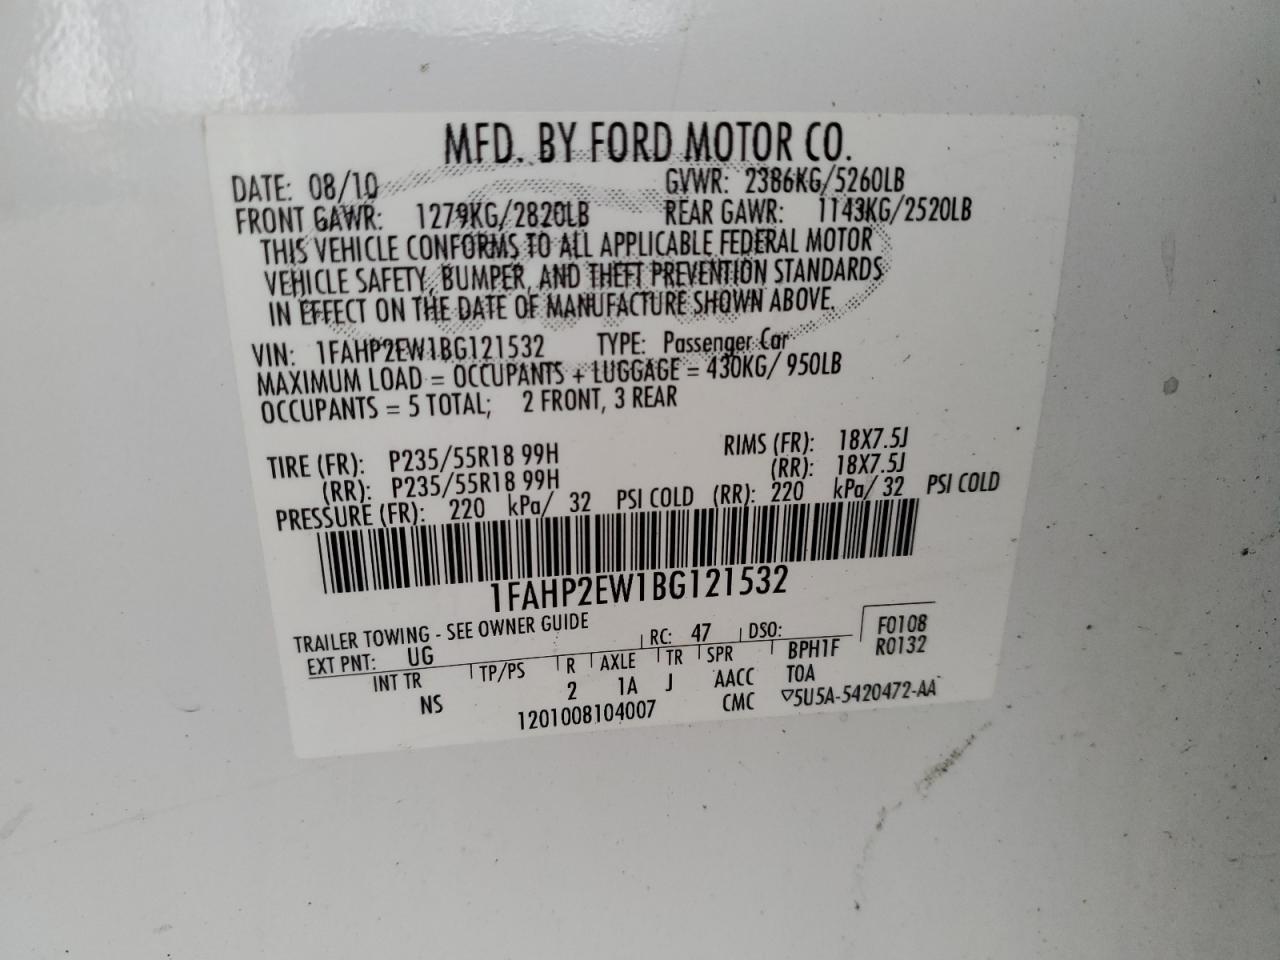 MFD. BY FORD MOTOR CO.
DATE: 08/10 GVWR: 2386KG/5260LB
FRONT GAWR: 1279KG/2820LB REAR GAWR: 1143KG/2520LB
THIS VEHICLE CONFORMS TO ALL APPLICABLE FEDERAL MOTOR
VEHICLE SAFETY, BUMPER, AND THEFT PREVENTION STANDARDS
IN EFFECT ON THE DATE OF MANUFACTURE SHOWN ABOVE.
VIN: 1FAHP2EW1BG121532 TYPE: Passenger Car
MAXIMUM LOAD = OCCUPANTS + LUGGAGE = 430KG/ 950LB
OCCUPANTS = 5 TOTAL; 2 FRONT, 3 REAR
TIRE (FR): P235/55R18 99H RIMS (FR): 18X7.5J
(RR): P235/55R18 99H (RR): 18X7.5J
PRESSURE (FR): 220 kPa/ 32 PSI COLD (RR): 220 kPa/ 32 PSI COLD
1FAHP2EW1BG121532
TRAILER TOWING - SEE OWNER GUIDE
EXT PNT: UG RC: 47 DSO: F0108
INT TR TP/PS R AXLE TR SPR BPH1F R0132
NS 2 1A J AACC TOA
1201008104007 CMC ▽5U5A-5420472-AA